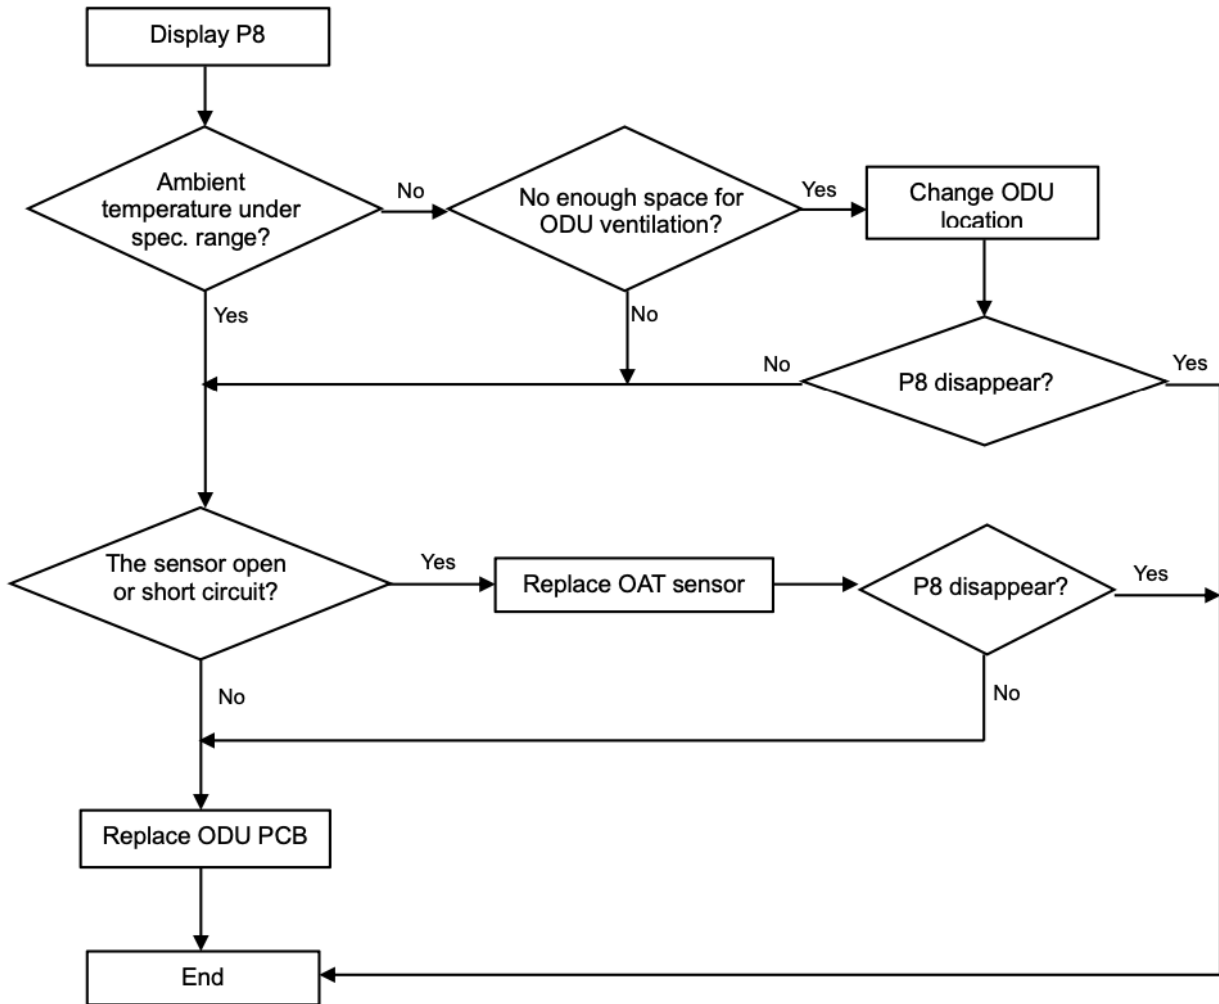 Display P8
Ambient
temperature under
spec. range?
No
No enough space for
ODU ventilation?
Yes
Change ODU
location
Yes
No
No
P8 disappear?
Yes
The sensor open
or short circuit?
Yes
Replace OAT sensor
P8 disappear?
Yes
No
No
Replace ODU PCB
End